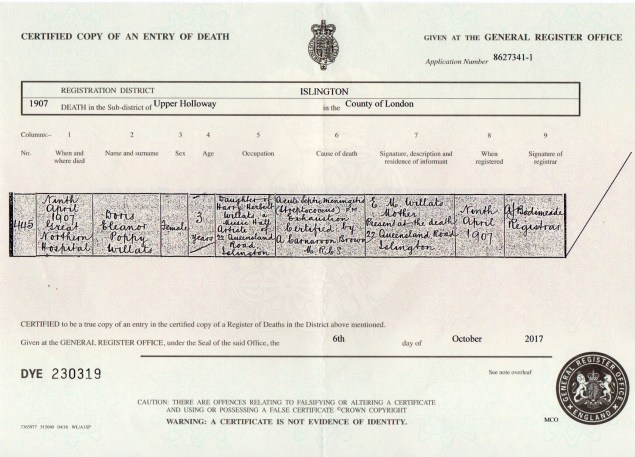 CERTIFIED COPY OF AN ENTRY OF DEATH
GIVEN AT THE GENERAL REGISTER OFFICE
Application Number 8627341-1
REGISTRATION DISTRICT ISLINGTON
1907 DEATH in the Sub-district of Upper Holloway in the County of London
Columns:- 1 2 3 4 5 6 7 8 9
No. When and where died Name and surname Sex Age Occupation Cause of death Signature, description and residence of informant When registered Signature of registrar
445
Ninth
April
1907
Great
Northern
Hospital
Doris
Eleanor
Poppy
Willats
Female
3
years
Daughter of
Harry Herbert
Willats a
Music Hall
Artiste of
22 Queensland
Road
Islington
Acute Septic Meningitis
(Streptococcus) P.M.
Exhaustion
Certified by
A Carnarvon Brown
M.R.C.S
E M Willats
Mother
Present at the death
22 Queensland Road
Islington
Ninth
April
1907
Registrar
CERTIFIED to be a true copy of an entry in the certified copy of a Register of Deaths in the District above mentioned.
Given at the GENERAL REGISTER OFFICE, under the Seal of the said Office, the 6th day of October 2017
DYE 230319
See note overleaf
CAUTION: THERE ARE OFFENCES RELATING TO FALSIFYING OR ALTERING A CERTIFICATE
AND USING OR POSSESSING A FALSE CERTIFICATE ©CROWN COPYRIGHT
WARNING: A CERTIFICATE IS NOT EVIDENCE OF IDENTITY.
GENERAL REGISTER OFFICE
ENGLAND
MCO